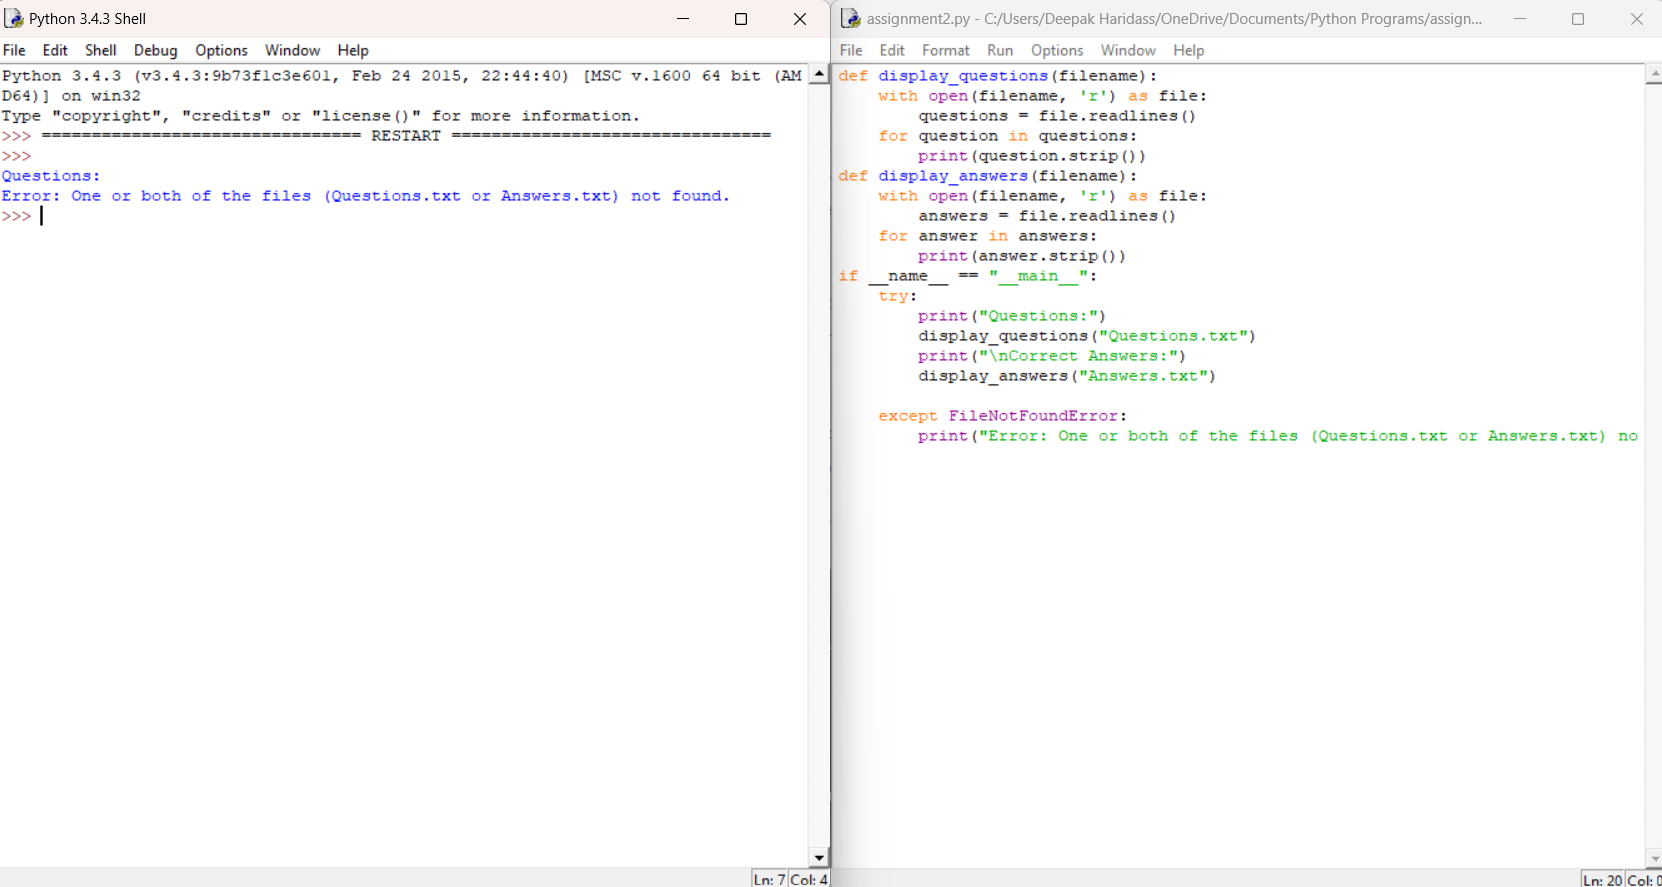 Python 3.4.3 Shell
File Edit Shell Debug Options Window Help
Python 3.4.3 (v3.4.3:9b73f1c3e601, Feb 24 2015, 22:44:40) [MSC v.1600 64 bit (AM
D64)] on win32
Type "copyright", "credits" or "license()" for more information.
>>> ================================ RESTART ================================
>>>
Questions:
Error: One or both of the files (Questions.txt or Answers.txt) not found.
>>>
Ln: 7 Col: 4
assignment2.py - C:/Users/Deepak Haridass/OneDrive/Documents/Python Programs/assign...
File Edit Format Run Options Window Help
def display_questions(filename):
    with open(filename, 'r') as file:
        questions = file.readlines()
    for question in questions:
        print(question.strip())
def display_answers(filename):
    with open(filename, 'r') as file:
        answers = file.readlines()
    for answer in answers:
        print(answer.strip())
if __name__ == "__main__":
    try:
        print("Questions:")
        display_questions("Questions.txt")
        print("\nCorrect Answers:")
        display_answers("Answers.txt")
    except FileNotFoundError:
        print("Error: One or both of the files (Questions.txt or Answers.txt) no
Ln: 20 Col: 0